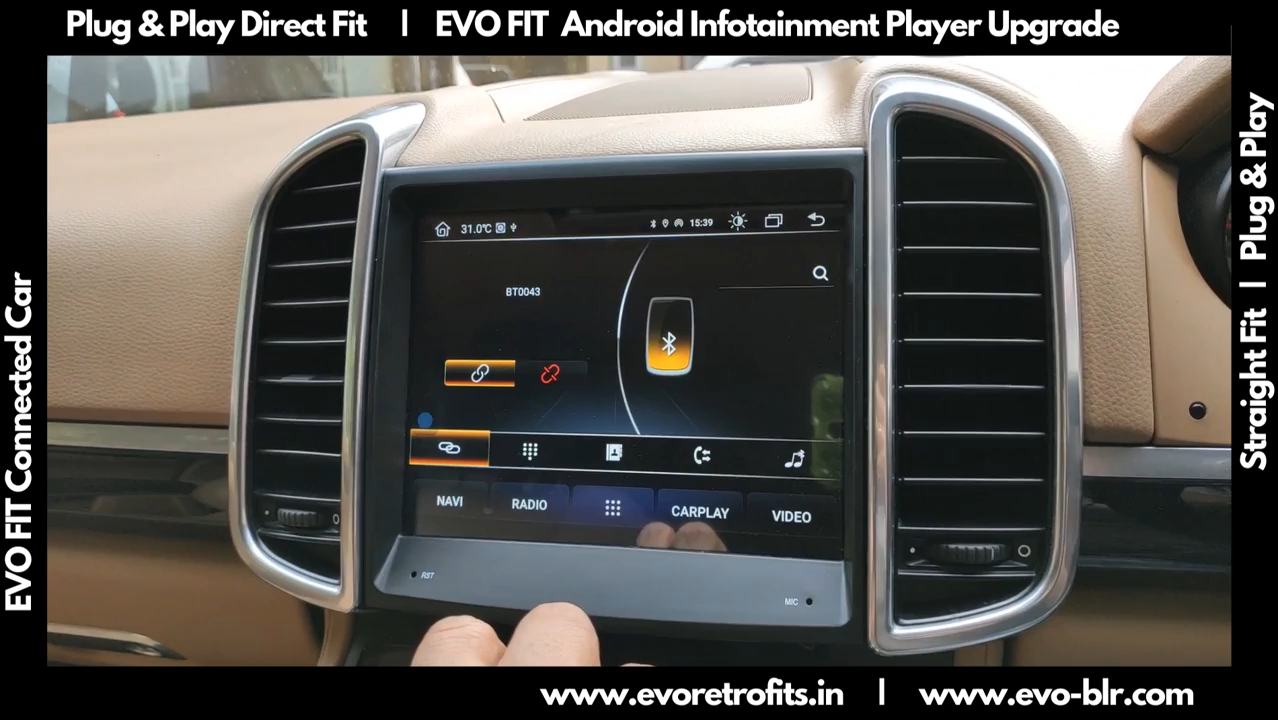 Plug & Play Direct Fit | EVO FIT Android Infotainment Player Upgrade
EVO FIT Connected Car
Straight Fit | Plug & Play
31.0℃ 15:39
BT0043
NAVI RADIO CARPLAY VIDEO
RST
MIC
www.evoretrofits.in | www.evo-blr.com